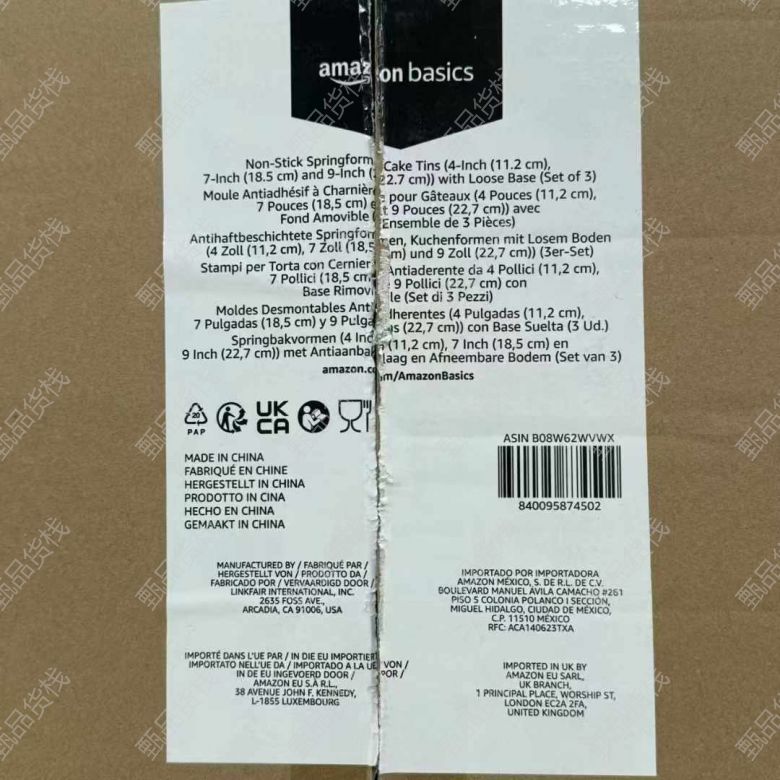 amazon basics
Non-Stick Springform Cake Tins (4-Inch (11.2 cm),
7-Inch (18.5 cm) and 9-Inch (22.7 cm)) with Loose Base (Set of 3)
Moule Antiadhésif à Charnière pour Gâteaux (4 Pouces (11,2 cm),
7 Pouces (18,5 cm) et 9 Pouces (22,7 cm)) avec
Fond Amovible (Ensemble de 3 Pièces)
Antihaftbeschichtete Springformen, Kuchenformen mit Losem Boden
(4 Zoll (11,2 cm), 7 Zoll (18,5 cm) und 9 Zoll (22,7 cm)) (3er-Set)
Stampi per Torta con Cerniera Antiaderente da 4 Pollici (11,2 cm),
7 Pollici (18,5 cm) 9 Pollici (22,7 cm) con
Base Rimovibile (Set di 3 Pezzi)
Moldes Desmontables Antiadherentes (4 Pulgadas (11,2 cm),
7 Pulgadas (18,5 cm) y 9 Pulgadas (22,7 cm)) con Base Suelta (3 Ud.)
Springbakvormen (4 Inch (11,2 cm), 7 Inch (18,5 cm) en
9 Inch (22,7 cm)) met Antiaanbaklaag en Afneembare Bodem (Set van 3)
amazon.com/AmazonBasics
20
PAP
UK
CA
ASIN B08W62WVWX
840095874502
MADE IN CHINA
FABRIQUÉ EN CHINE
HERGESTELLT IN CHINA
PRODOTTO IN CINA
HECHO EN CHINA
GEMAAKT IN CHINA
MANUFACTURED BY / FABRIQUÉ PAR /
HERGESTELLT VON / PRODOTTO DA /
FABRICADO POR / VERVAARDIGD DOOR /
LINKFAIR INTERNATIONAL, INC.
2635 FOSS AVE.,
ARCADIA, CA 91006, USA
IMPORTADO POR IMPORTADORA
AMAZON MÉXICO, S. DE R.L. DE C.V.
BOULEVARD MANUEL ÁVILA CAMACHO #261
PISO 5 COLONIA POLANCO I SECCIÓN,
MIGUEL HIDALGO, CIUDAD DE MÉXICO,
C.P. 11510 MÉXICO
RFC: ACA140623TXA
IMPORTÉ DANS L'UE PAR / IN DIE EU IMPORTIERT VON /
IMPORTATO NELL'UE DA / IMPORTADO A LA UE POR /
IN DE EU INGEVOERD DOOR /
AMAZON EU S.À R.L.,
38 AVENUE JOHN F. KENNEDY,
L-1855 LUXEMBOURG
IMPORTED IN UK BY
AMAZON EU SARL,
UK BRANCH,
1 PRINCIPAL PLACE, WORSHIP ST,
LONDON EC2A 2FA,
UNITED KINGDOM
甄品货栈